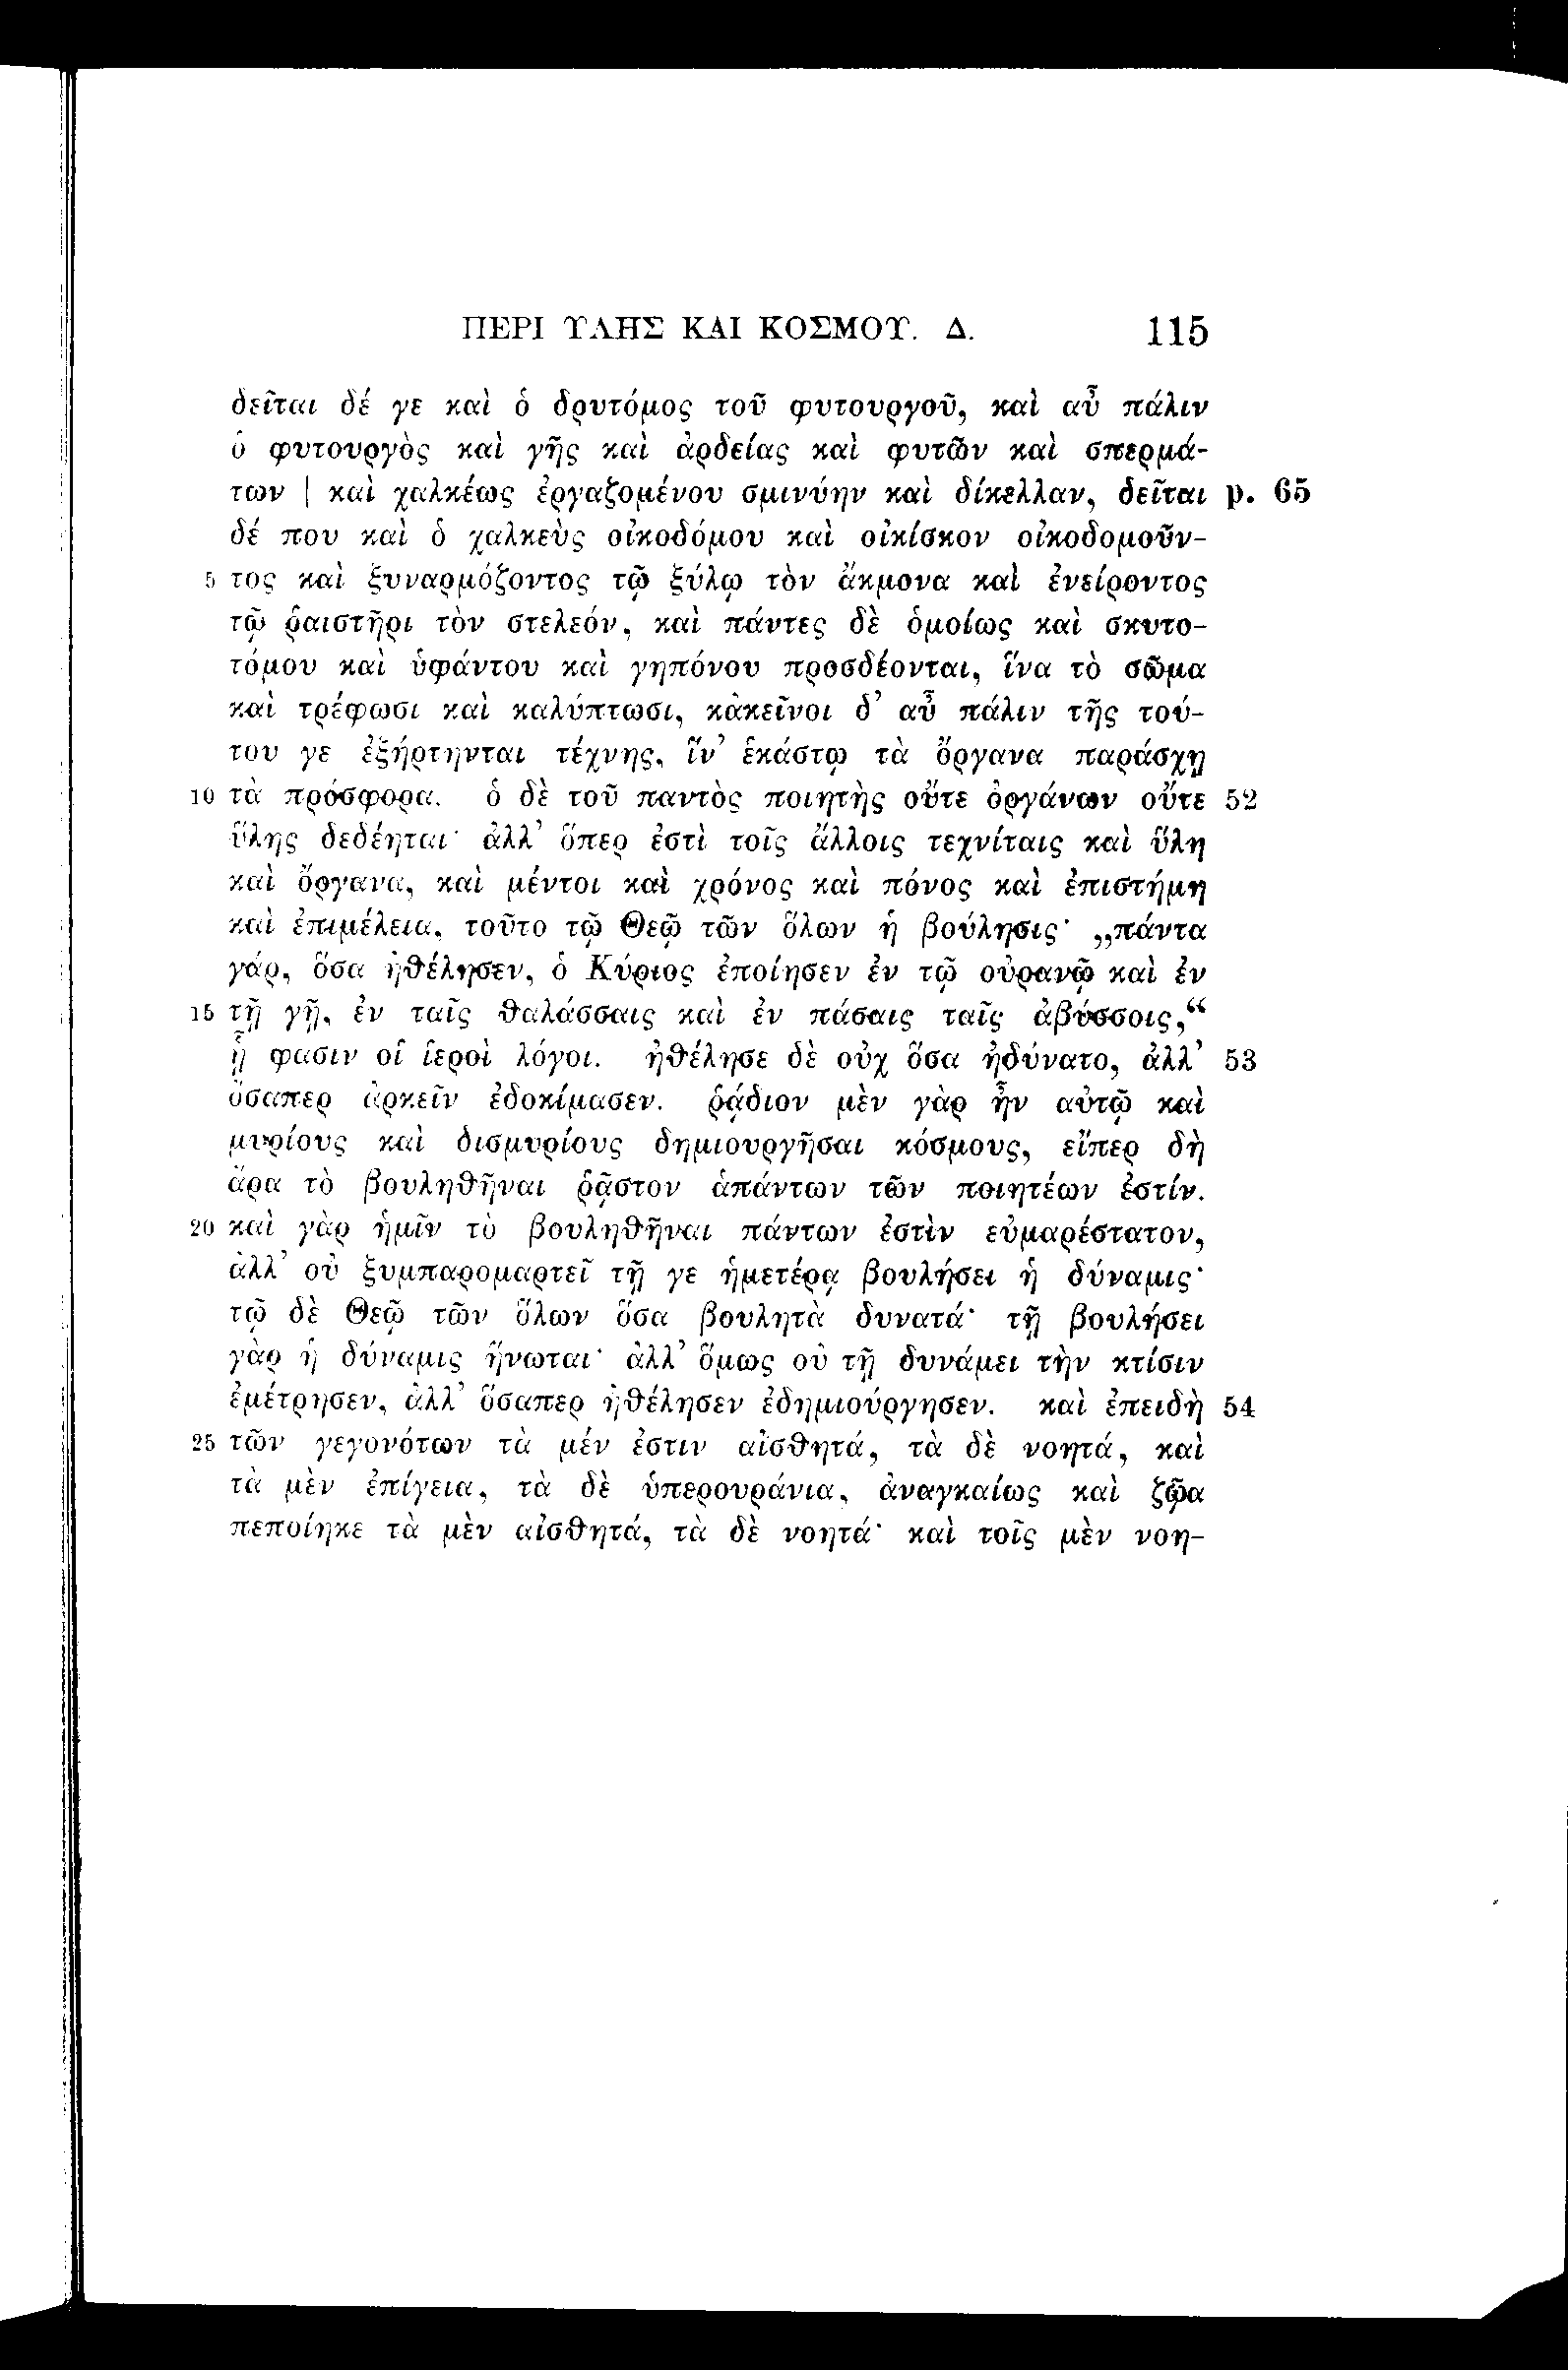 ΠΕΡΙ ΥΛΗΣ ΚΑΙ ΚΟΣΜΟΥ. Δ. 115
δεῖται δέ γε καὶ ὁ δρυτόμος τοῦ φυτουργοῦ, καὶ αὖ πάλιν
ὁ φυτουργὸς καὶ γῆς καὶ ἀρδείας καὶ φυτῶν καὶ σπερμά-
των | καὶ χαλκέως ἐργαζομένου σμινύην καὶ δίκελλαν, δεῖται p. 65
δέ που καὶ ὁ χαλκεὺς οἰκοδόμου καὶ οἰκίσκον οἰκοδομοῦν-
5 τος καὶ ξυναρμόζοντος τῷ ξύλῳ τὸν ἄκμονα καὶ ἐνείροντος
τῷ ῥαιστῆρι τὸν στελεόν, καὶ πάντες δὲ ὁμοίως καὶ σκυτο-
τόμου καὶ ὑφάντου καὶ γηπόνου προσδέονται, ἵνα τὸ σῶμα
καὶ τρέφωσι καὶ καλύπτωσι, κἀκεῖνοι δ’ αὖ πάλιν τῆς τού-
του γε ἐξήρτηνται τέχνης, ἵν’ ἑκάστῳ τὰ ὄργανα παράσχῃ
10 τὰ πρόσφορα. ὁ δὲ τοῦ παντὸς ποιητὴς οὔτε ὀργάνων οὔτε 52
ὕλης δεδέηται· ἀλλ’ ὅπερ ἐστὶ τοῖς ἄλλοις τεχνίταις καὶ ὕλη
καὶ ὄργανα, καὶ μέντοι καὶ χρόνος καὶ πόνος καὶ ἐπιστήμη
καὶ ἐπιμέλεια, τοῦτο τῷ Θεῷ τῶν ὅλων ἡ βούλησις· „πάντα
γάρ, ὅσα ἠθέλησεν, ὁ Κύριος ἐποίησεν ἐν τῷ οὐρανῷ καὶ ἐν
15 τῇ γῇ, ἐν ταῖς θαλάσσαις καὶ ἐν πάσαις ταῖς ἀβύσσοις,“
ᾗ φασιν οἱ ἱεροὶ λόγοι. ἠθέλησε δὲ οὐχ ὅσα ἠδύνατο, ἀλλ’ 53
ὅσαπερ ἀρκεῖν ἐδοκίμασεν. ῥᾴδιον μὲν γὰρ ἦν αὐτῷ καὶ
μυρίους καὶ δισμυρίους δημιουργῆσαι κόσμους, εἴπερ δὴ
ἄρα τὸ βουληθῆναι ῥᾷστον ἁπάντων τῶν ποιητέων ἐστίν.
20 καὶ γὰρ ἡμῖν τὸ βουληθῆναι πάντων ἐστὶν εὐμαρέστατον,
ἀλλ’ οὐ ξυμπαρομαρτεῖ τῇ γε ἡμετέρᾳ βουλήσει ἡ δύναμις·
τῷ δὲ Θεῷ τῶν ὅλων ὅσα βουλητὰ δυνατά· τῇ βουλήσει
γὰρ ἡ δύναμις ἥνωται· ἀλλ’ ὅμως οὐ τῇ δυνάμει τὴν κτίσιν
ἐμέτρησεν, ἀλλ’ ὅσαπερ ἠθέλησεν ἐδημιούργησεν. καὶ ἐπειδὴ 54
25 τῶν γεγονότων τὰ μέν ἐστιν αἰσθητά, τὰ δὲ νοητά, καὶ
τὰ μὲν ἐπίγεια, τὰ δὲ ὑπερουράνια, ἀναγκαίως καὶ ζῷα
πεποίηκε τὰ μὲν αἰσθητά, τὰ δὲ νοητά· καὶ τοῖς μὲν νοη-